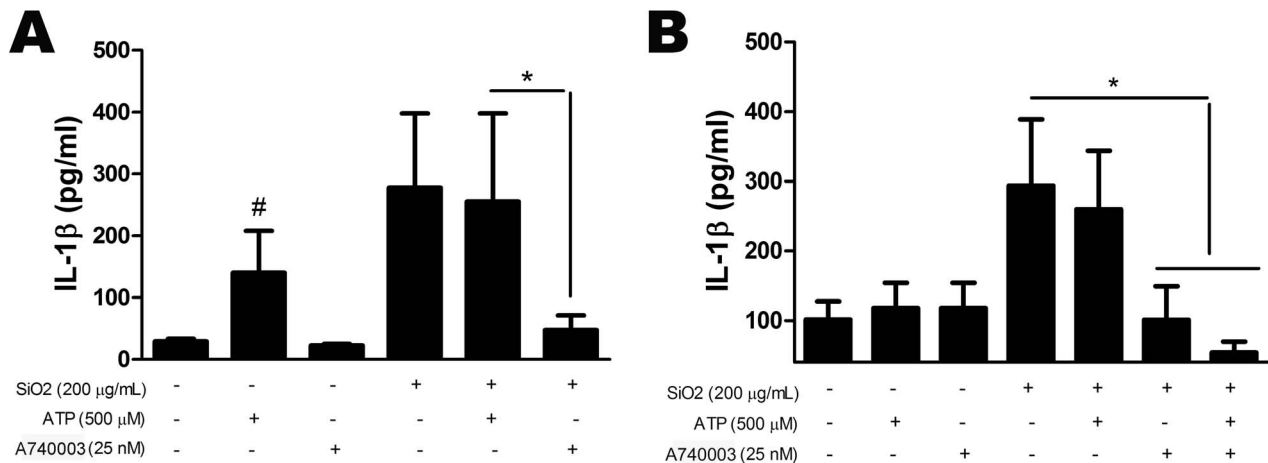 A
500
400
300
200
100
0
IL-1β (pg/ml)
#
*
SiO2 (200 µg/mL) - - - + + +
ATP (500 µM) - + - - + -
A740003 (25 nM) - - + - - +
B
500
400
300
200
100
IL-1β (pg/ml)
*
SiO2 (200 µg/mL) - - - + + + +
ATP (500 µM) - + - - + - +
A740003 (25 nM) - - + - - + +